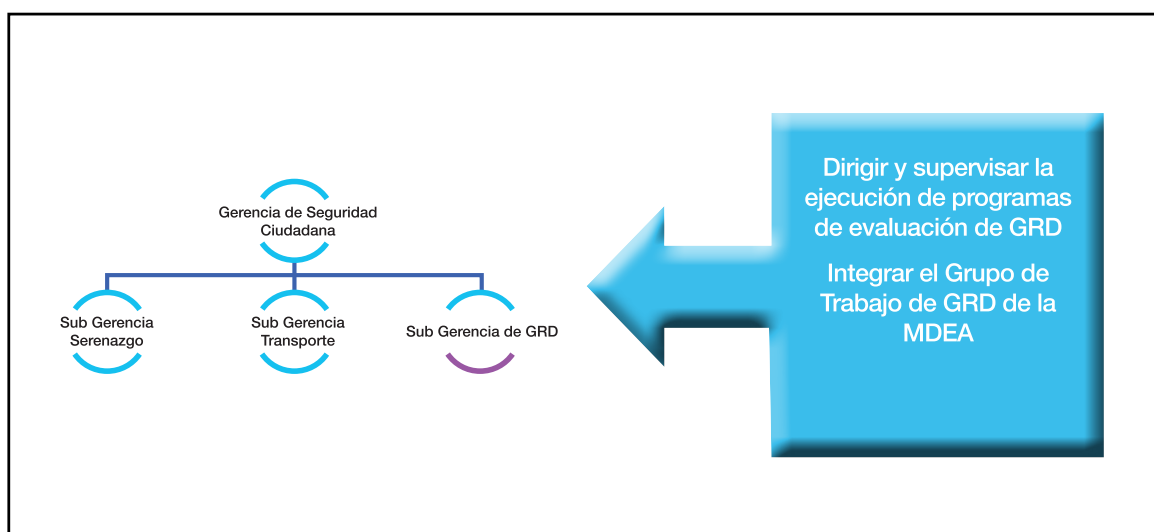 Gerencia de Seguridad
Ciudadana
Sub Gerencia
Serenazgo
Sub Gerencia
Transporte
Sub Gerencia de GRD
Dirigir y supervisar la
ejecución de programas
de evaluación de GRD
Integrar el Grupo de
Trabajo de GRD de la
MDEA